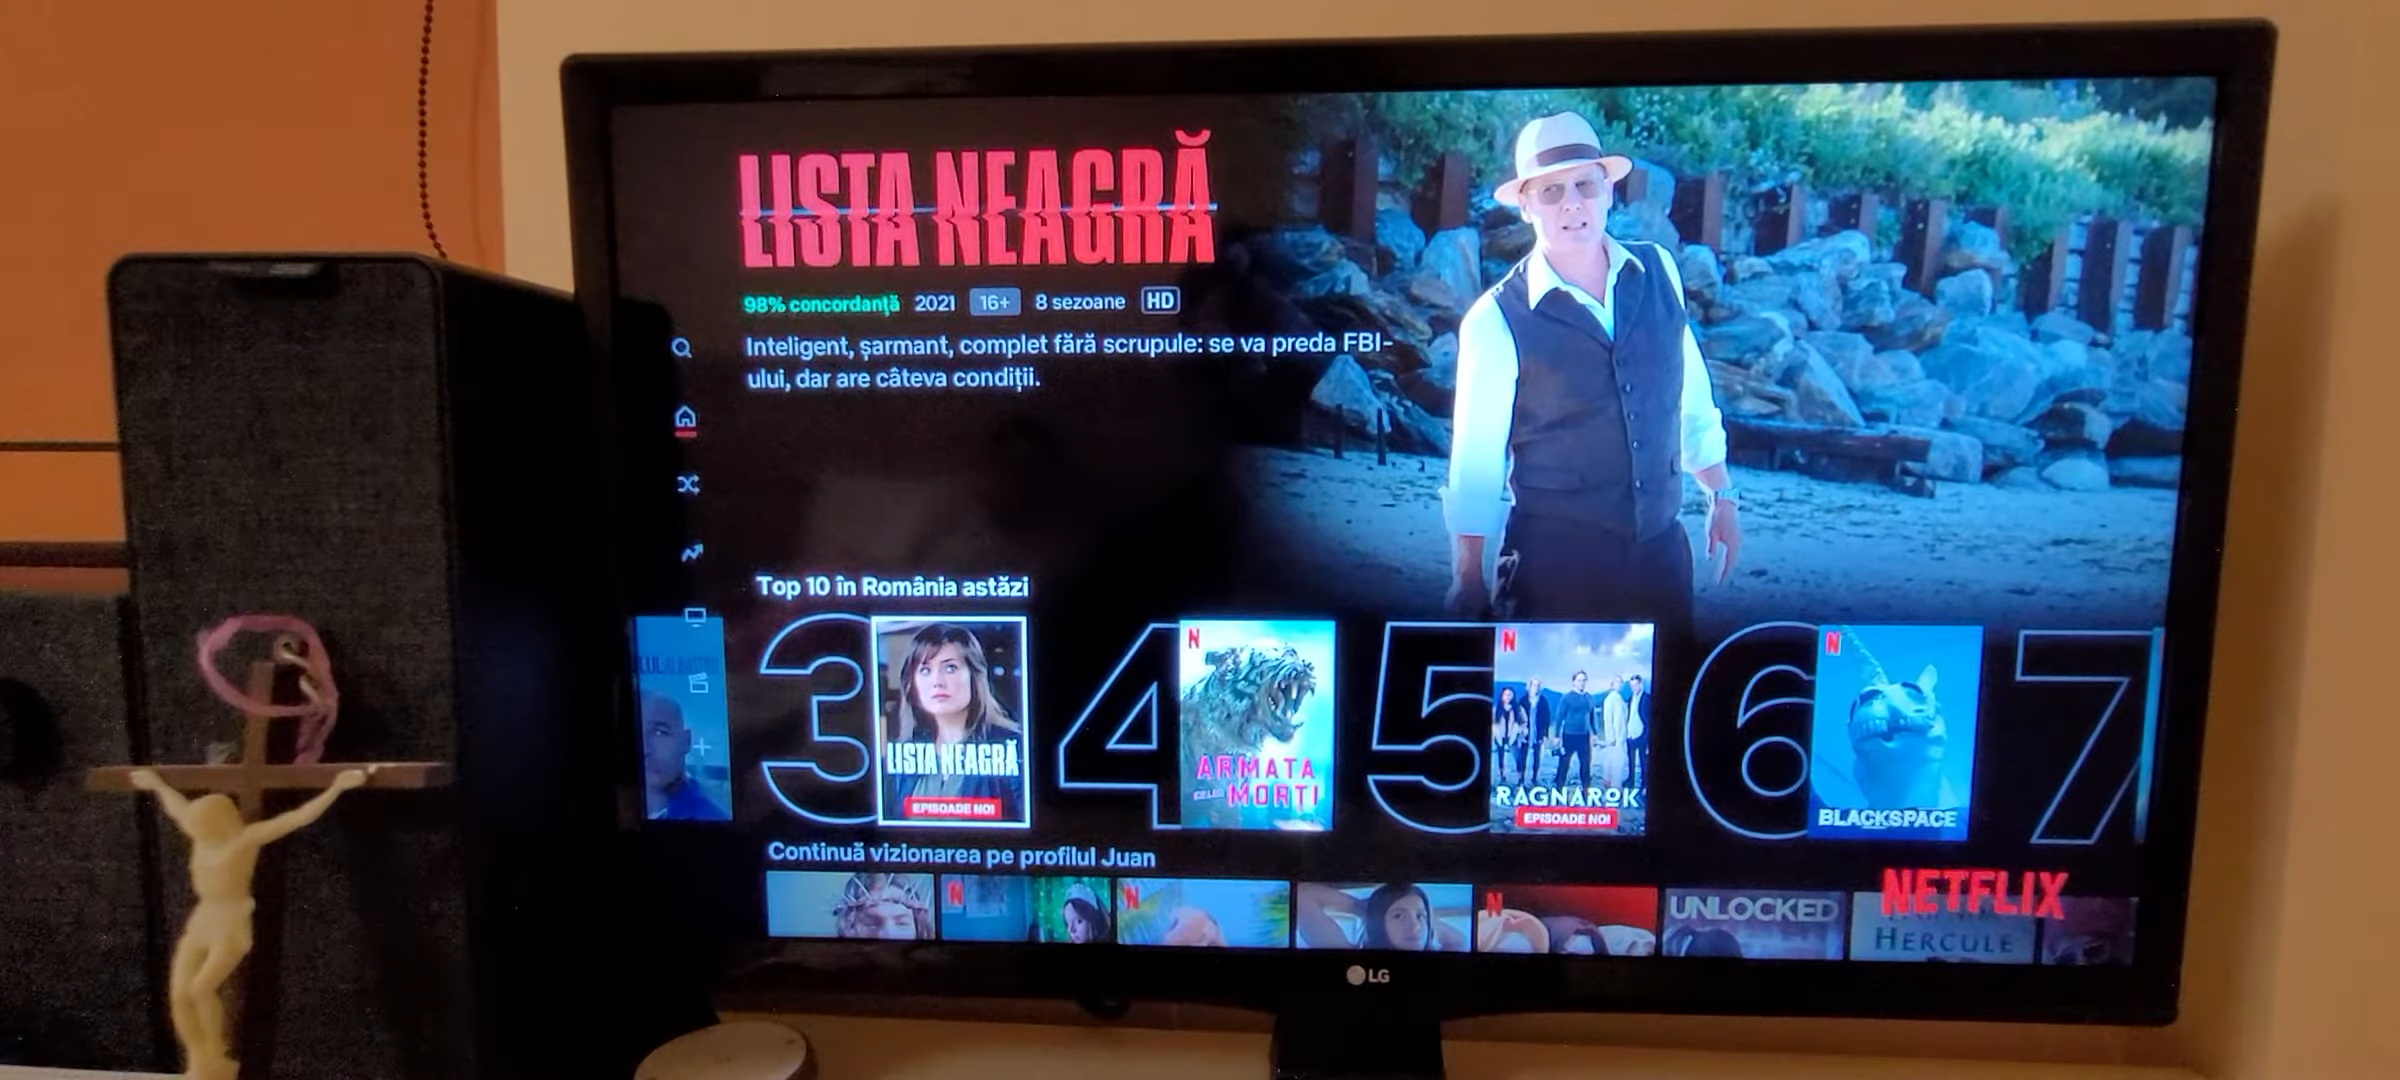 LISTA NEAGRĂ
98% concordanță 2021 16+ 8 sezoane HD
Inteligent, șarmant, complet fără scrupule: se va preda FBI-
ului, dar are câteva condiții.
Top 10 în România astăzi
3 4 5 6 7
LISTA NEAGRĂ
EPISOADE NOI
N
ARMATA
MORȚI
N
RAGNARØK
EPISOADE NOI
N
BLACKSPACE
Continuă vizionarea pe profilul Juan
N
N
N
UNLOCKED
HERCULE
NETFLIX
LG